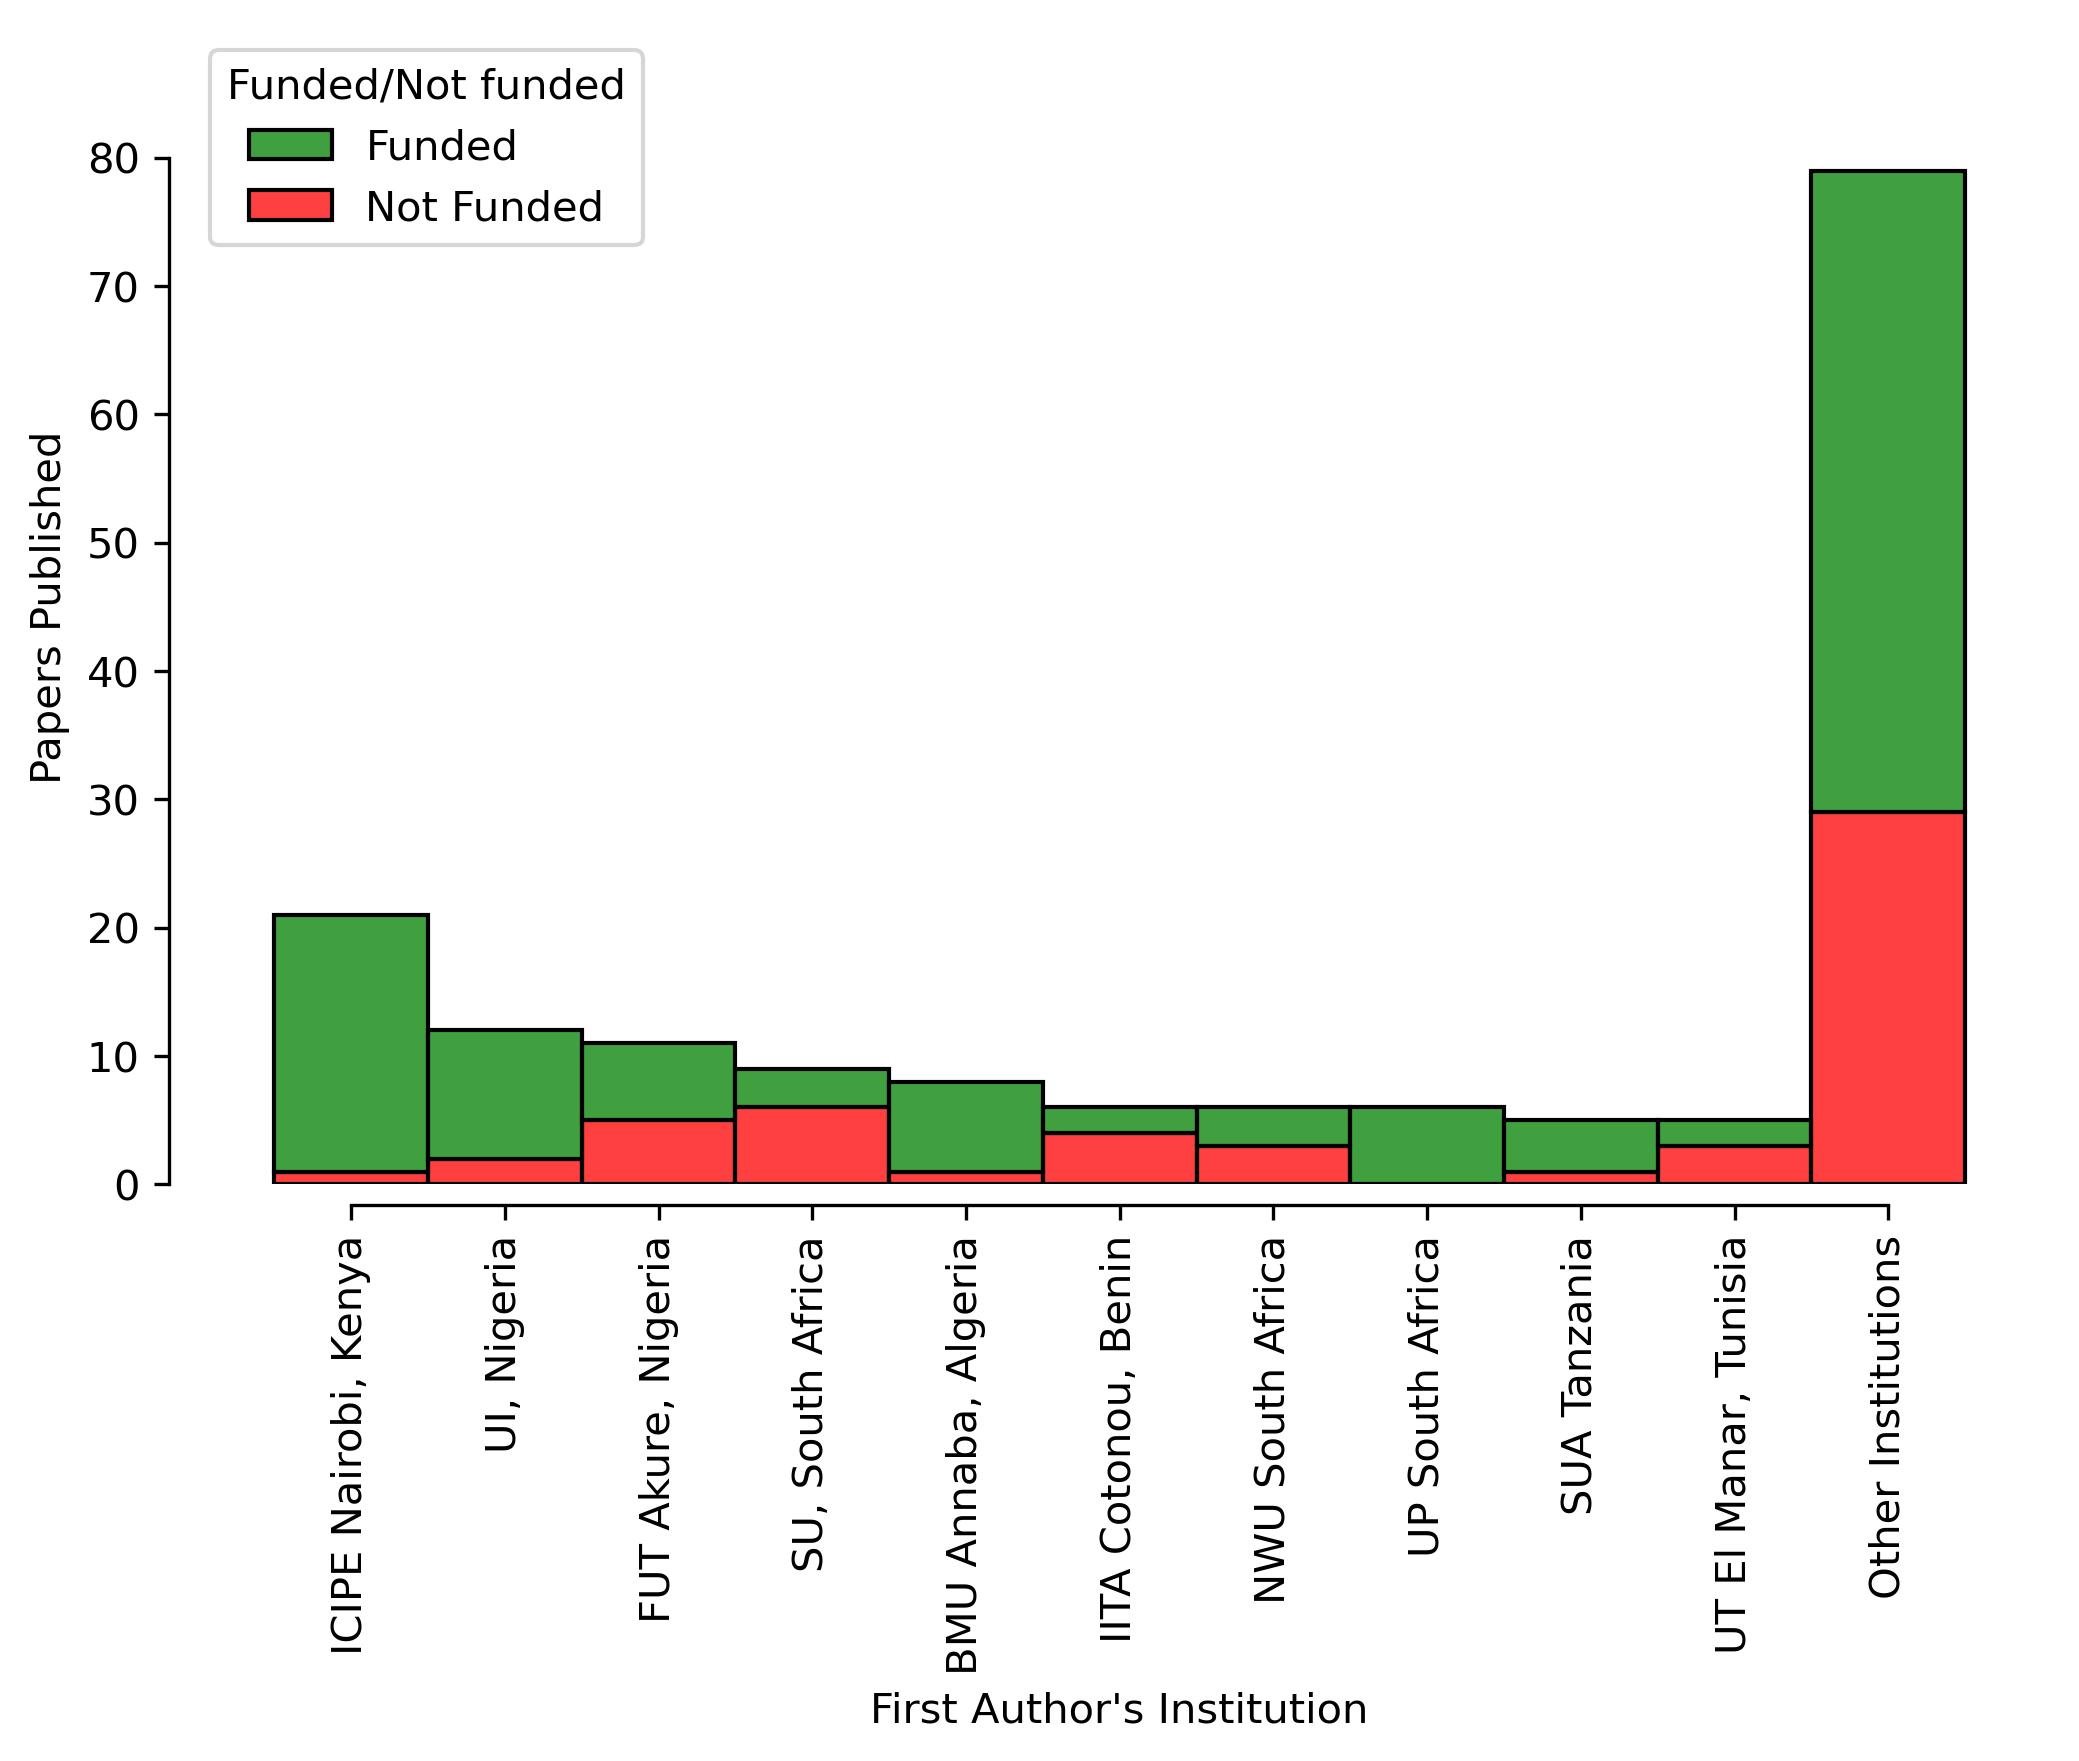 Funded/Not funded
Funded
Not Funded
80
70
60
50
40
30
20
10
0
Papers Published
ICIPE Nairobi, Kenya
UI, Nigeria
FUT Akure, Nigeria
SU, South Africa
BMU Annaba, Algeria
IITA Cotonou, Benin
NWU South Africa
UP South Africa
SUA Tanzania
UT El Manar, Tunisia
Other Institutions
First Author's Institution